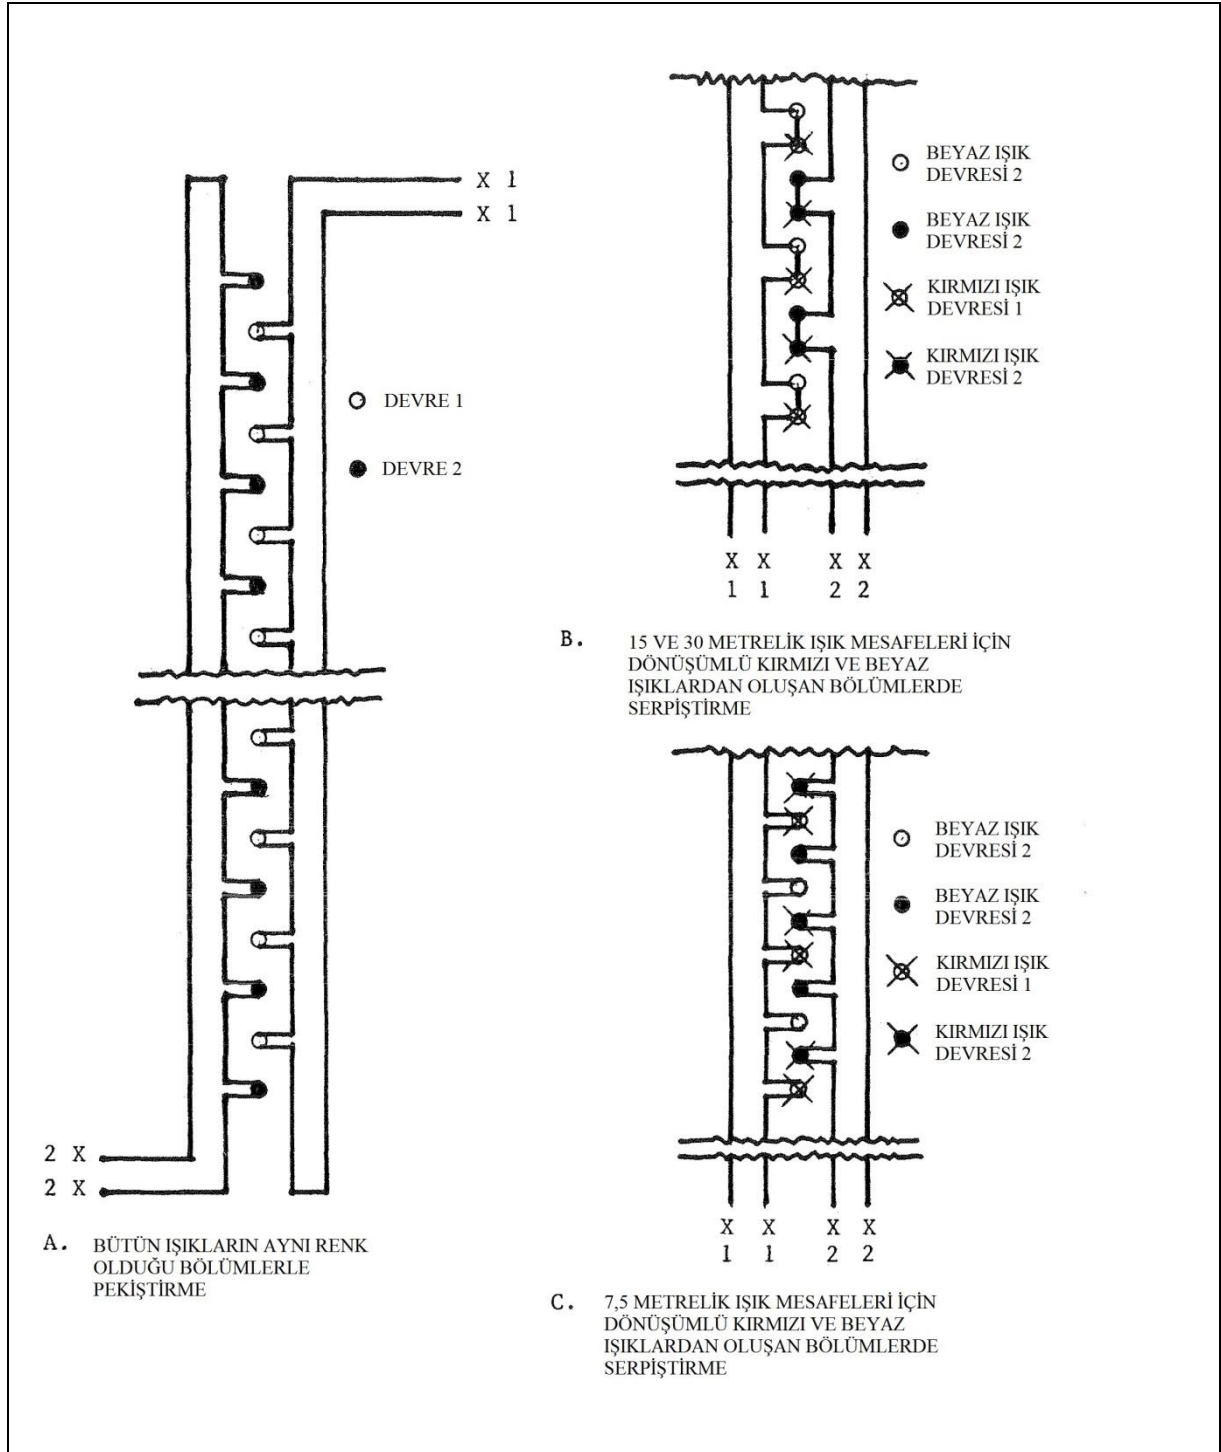 X 1
X 1
DEVRE 1
DEVRE 2
2 X
2 X
A. BÜTÜN IŞIKLARIN AYNI RENK
OLDUĞU BÖLÜMLERLE
PEKİŞTİRME
BEYAZ IŞIK
DEVRESİ 2
BEYAZ IŞIK
DEVRESİ 2
KIRMIZI IŞIK
DEVRESİ 1
KIRMIZI IŞIK
DEVRESİ 2
X X X X
1 1 2 2
B. 15 VE 30 METRELİK IŞIK MESAFELERİ İÇİN
DÖNÜŞÜMLÜ KIRMIZI VE BEYAZ
IŞIKLARDAN OLUŞAN BÖLÜMLERDE
SERPİŞTİRME
BEYAZ IŞIK
DEVRESİ 2
BEYAZ IŞIK
DEVRESİ 2
KIRMIZI IŞIK
DEVRESİ 1
KIRMIZI IŞIK
DEVRESİ 2
X X X X
1 1 2 2
C. 7,5 METRELİK IŞIK MESAFELERİ İÇİN
DÖNÜŞÜMLÜ KIRMIZI VE BEYAZ
IŞIKLARDAN OLUŞAN BÖLÜMLERDE
SERPİŞTİRME